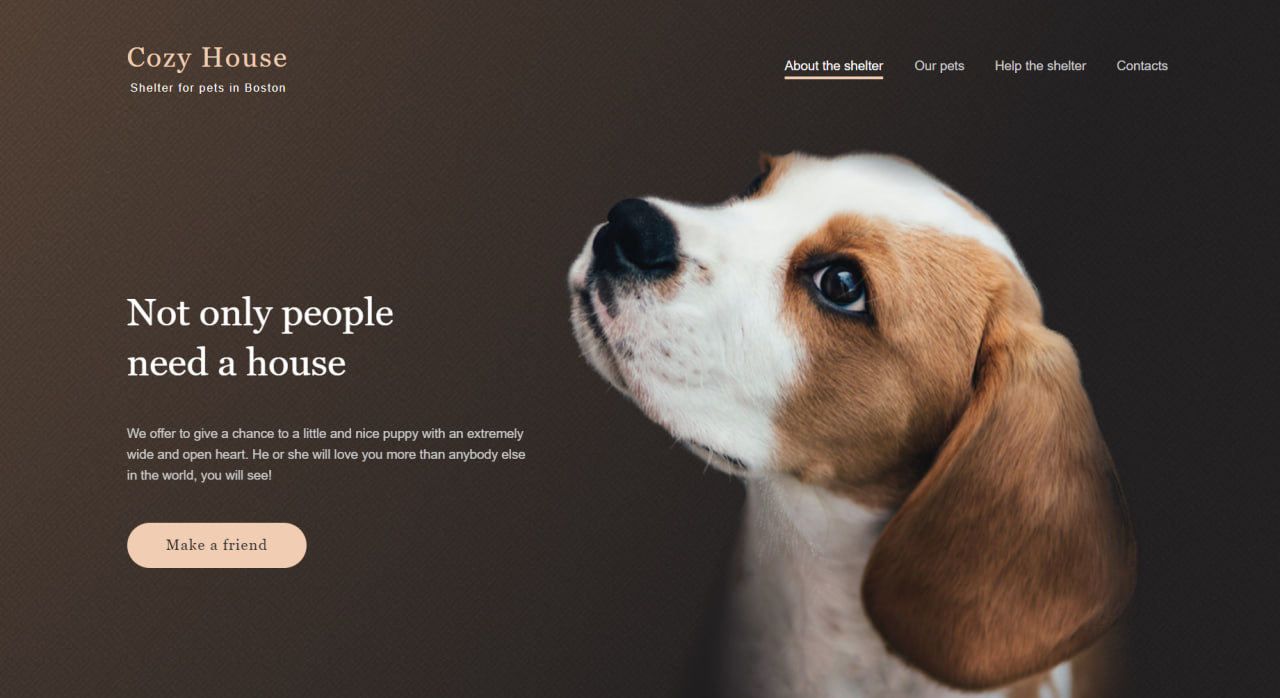 Cozy House
Shelter for pets in Boston
About the shelter
Our pets
Help the shelter
Contacts
Not only people
need a house
We offer to give a chance to a little and nice puppy with an extremely
wide and open heart. He or she will love you more than anybody else
in the world, you will see!
Make a friend